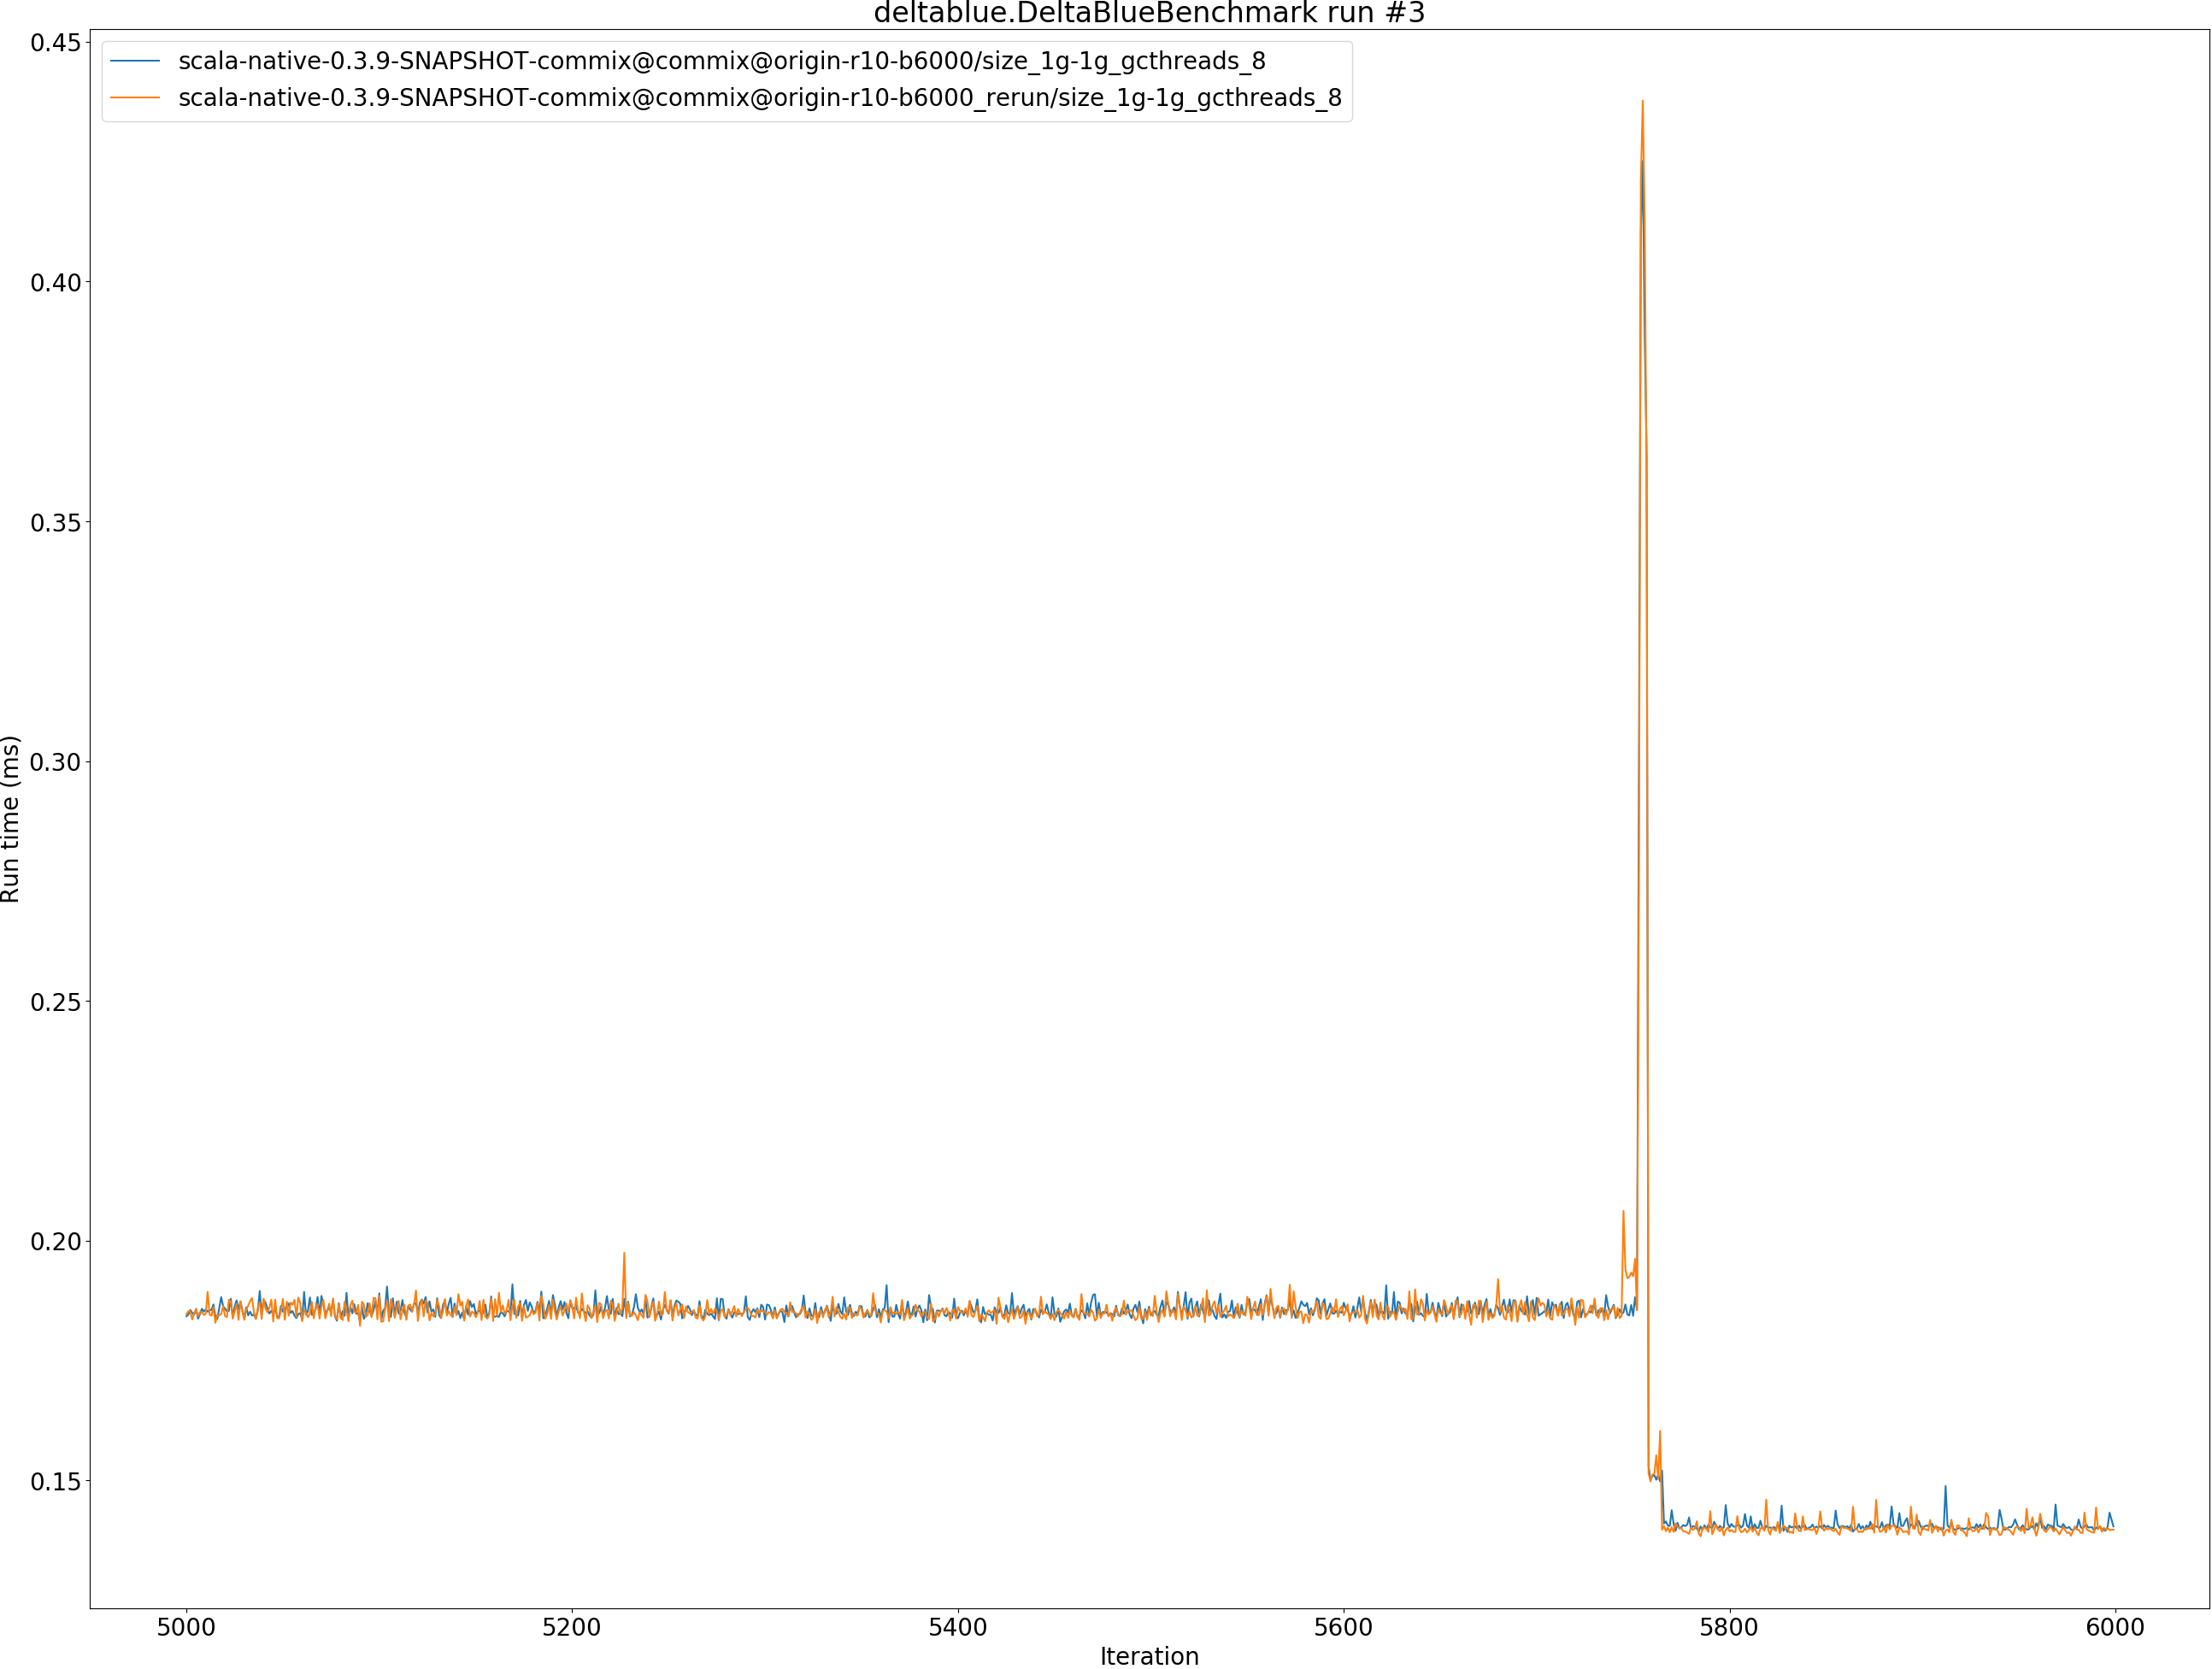 deltablue.DeltaBlueBenchmark run #3
scala-native-0.3.9-SNAPSHOT-commix@commix@origin-r10-b6000/size_1g-1g_gcthreads_8
scala-native-0.3.9-SNAPSHOT-commix@commix@origin-r10-b6000_rerun/size_1g-1g_gcthreads_8
0.45
0.40
0.35
0.30
0.25
0.20
0.15
Run time (ms)
5000 5200 5400 5600 5800 6000
Iteration